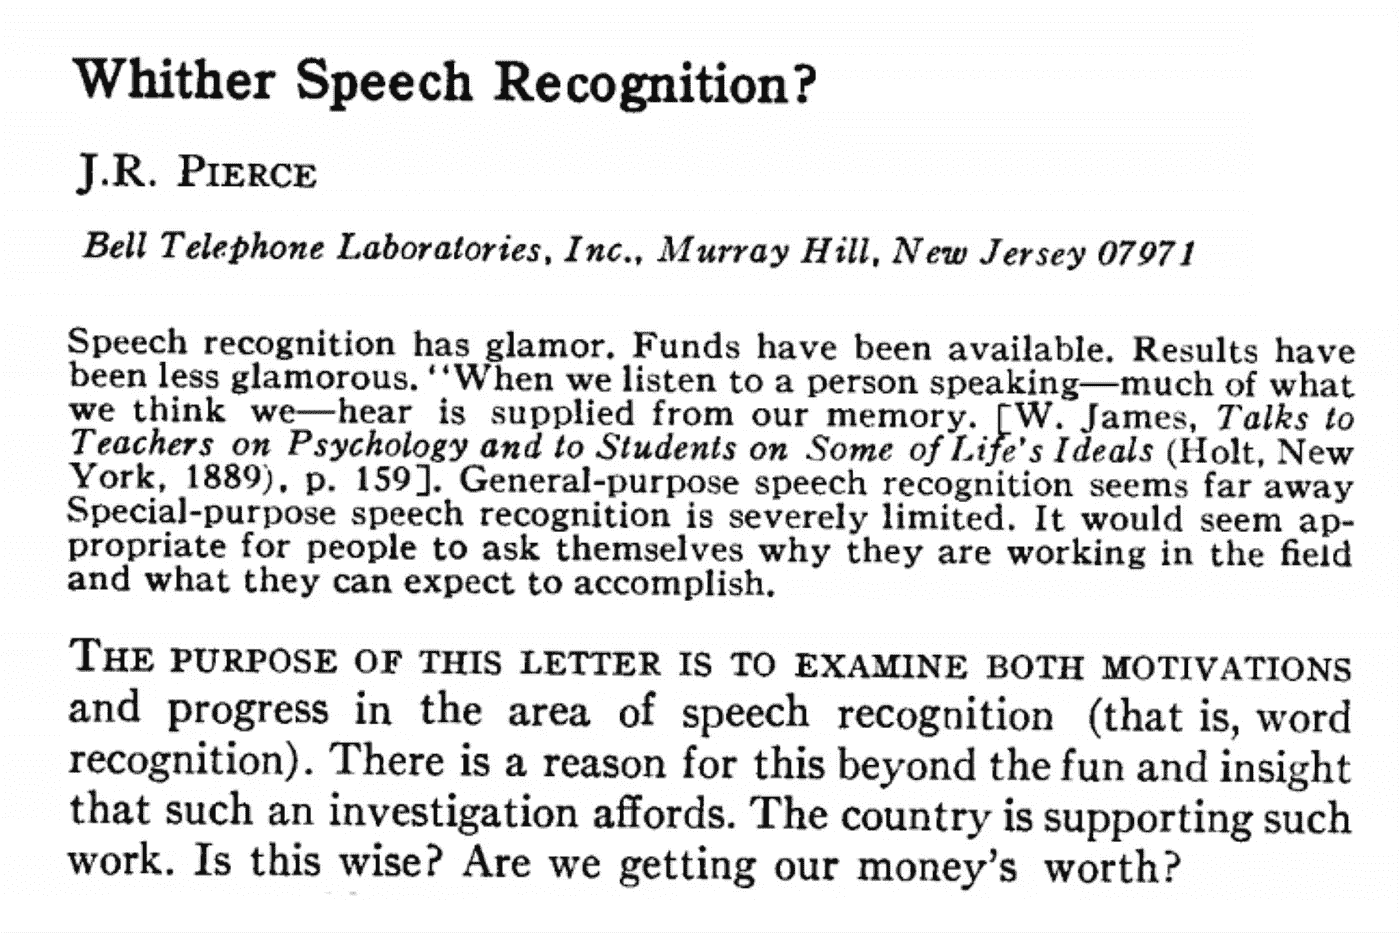 Whither Speech Recognition?
J.R. PIERCE
Bell Telephone Laboratories, Inc., Murray Hill, New Jersey 07971
Speech recognition has glamor. Funds have been available. Results have
been less glamorous. "When we listen to a person speaking—much of what
we think we—hear is supplied from our memory. [W. James, Talks to
Teachers on Psychology and to Students on Some of Life's Ideals (Holt, New
York, 1889), p. 159]. General-purpose speech recognition seems far away
Special-purpose speech recognition is severely limited. It would seem ap-
propriate for people to ask themselves why they are working in the field
and what they can expect to accomplish.
THE PURPOSE OF THIS LETTER IS TO EXAMINE BOTH MOTIVATIONS
and progress in the area of speech recognition (that is, word
recognition). There is a reason for this beyond the fun and insight
that such an investigation affords. The country is supporting such
work. Is this wise? Are we getting our money's worth?